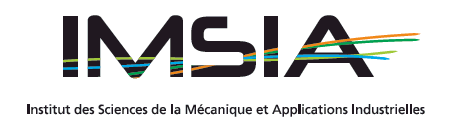 IMSIA
Institut des Sciences de la Mécanique et Applications Industrielles